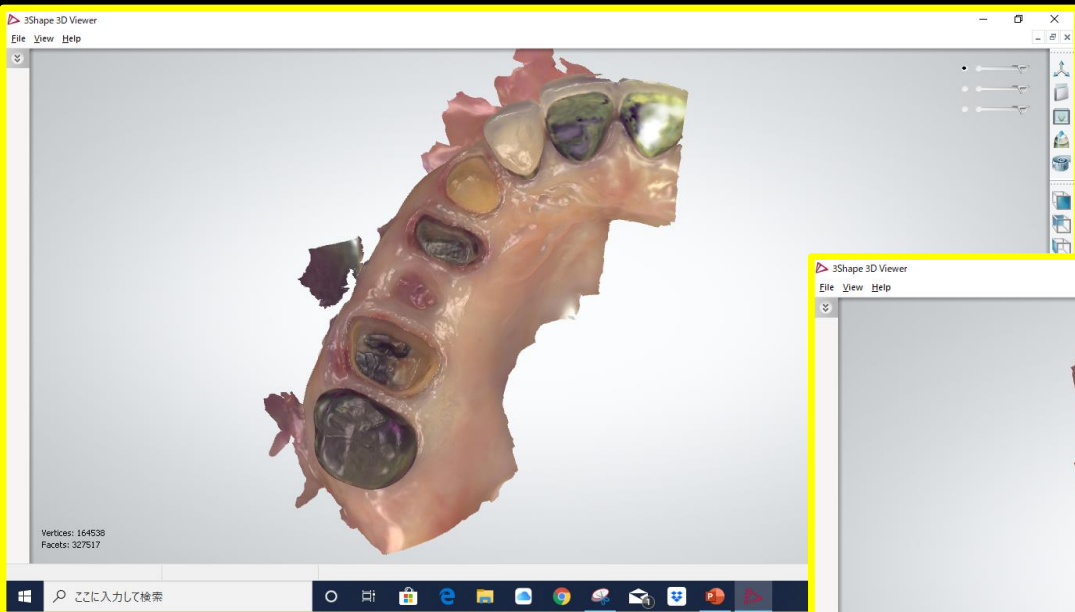 3Shape 3D Viewer
File View Help
Vertices: 164538
Facets: 327517
ここに入力して検索
3Shape 3D Viewer
File View Help